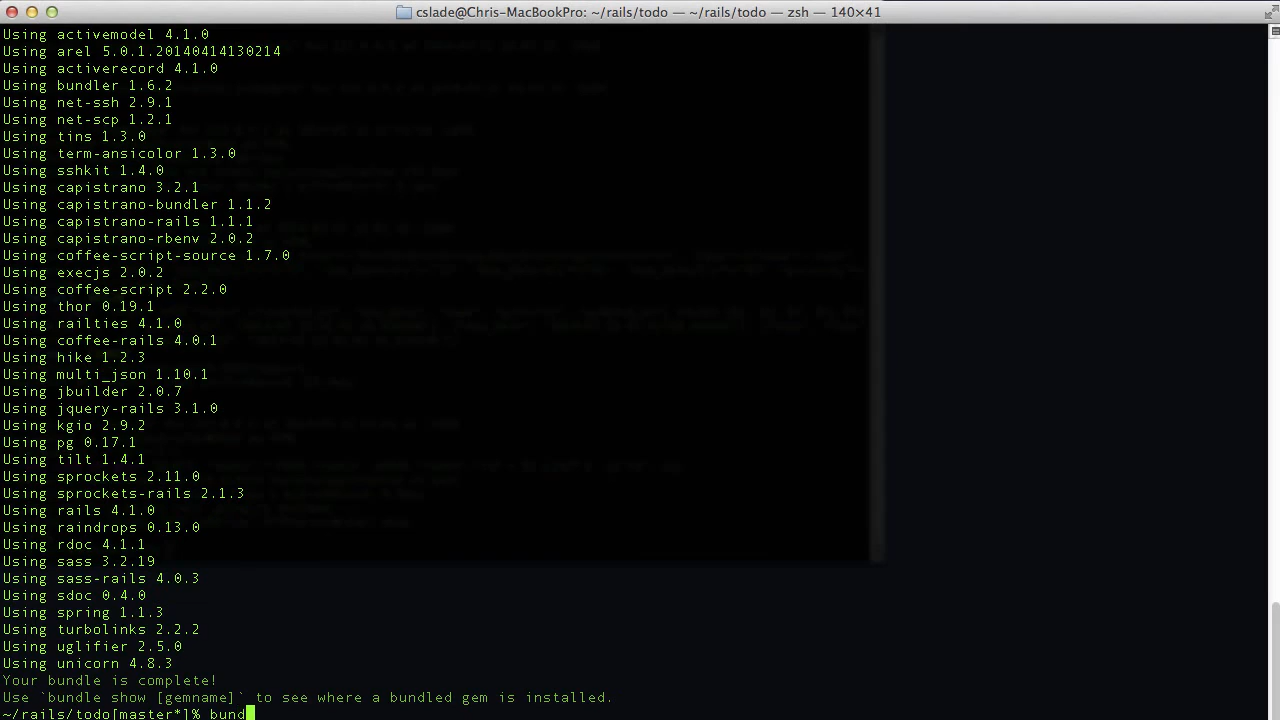 cslade@Chris-MacBookPro: ~/rails/todo — ~/rails/todo — zsh — 140×41
Using activemodel 4.1.0
Using arel 5.0.1.20140414130214
Using activerecord 4.1.0
Using bundler 1.6.2
Using net-ssh 2.9.1
Using net-scp 1.2.1
Using tins 1.3.0
Using term-ansicolor 1.3.0
Using sshkit 1.4.0
Using capistrano 3.2.1
Using capistrano-bundler 1.1.2
Using capistrano-rails 1.1.1
Using capistrano-rbenv 2.0.2
Using coffee-script-source 1.7.0
Using execjs 2.0.2
Using coffee-script 2.2.0
Using thor 0.19.1
Using railties 4.1.0
Using coffee-rails 4.0.1
Using hike 1.2.3
Using multi_json 1.10.1
Using jbuilder 2.0.7
Using jquery-rails 3.1.0
Using kgio 2.9.2
Using pg 0.17.1
Using tilt 1.4.1
Using sprockets 2.11.0
Using sprockets-rails 2.1.3
Using rails 4.1.0
Using raindrops 0.13.0
Using rdoc 4.1.1
Using sass 3.2.19
Using sass-rails 4.0.3
Using sdoc 0.4.0
Using spring 1.1.3
Using turbolinks 2.2.2
Using uglifier 2.5.0
Using unicorn 4.8.3
Your bundle is complete!
Use `bundle show [gemname]` to see where a bundled gem is installed.
~/rails/todo[master*]% bund